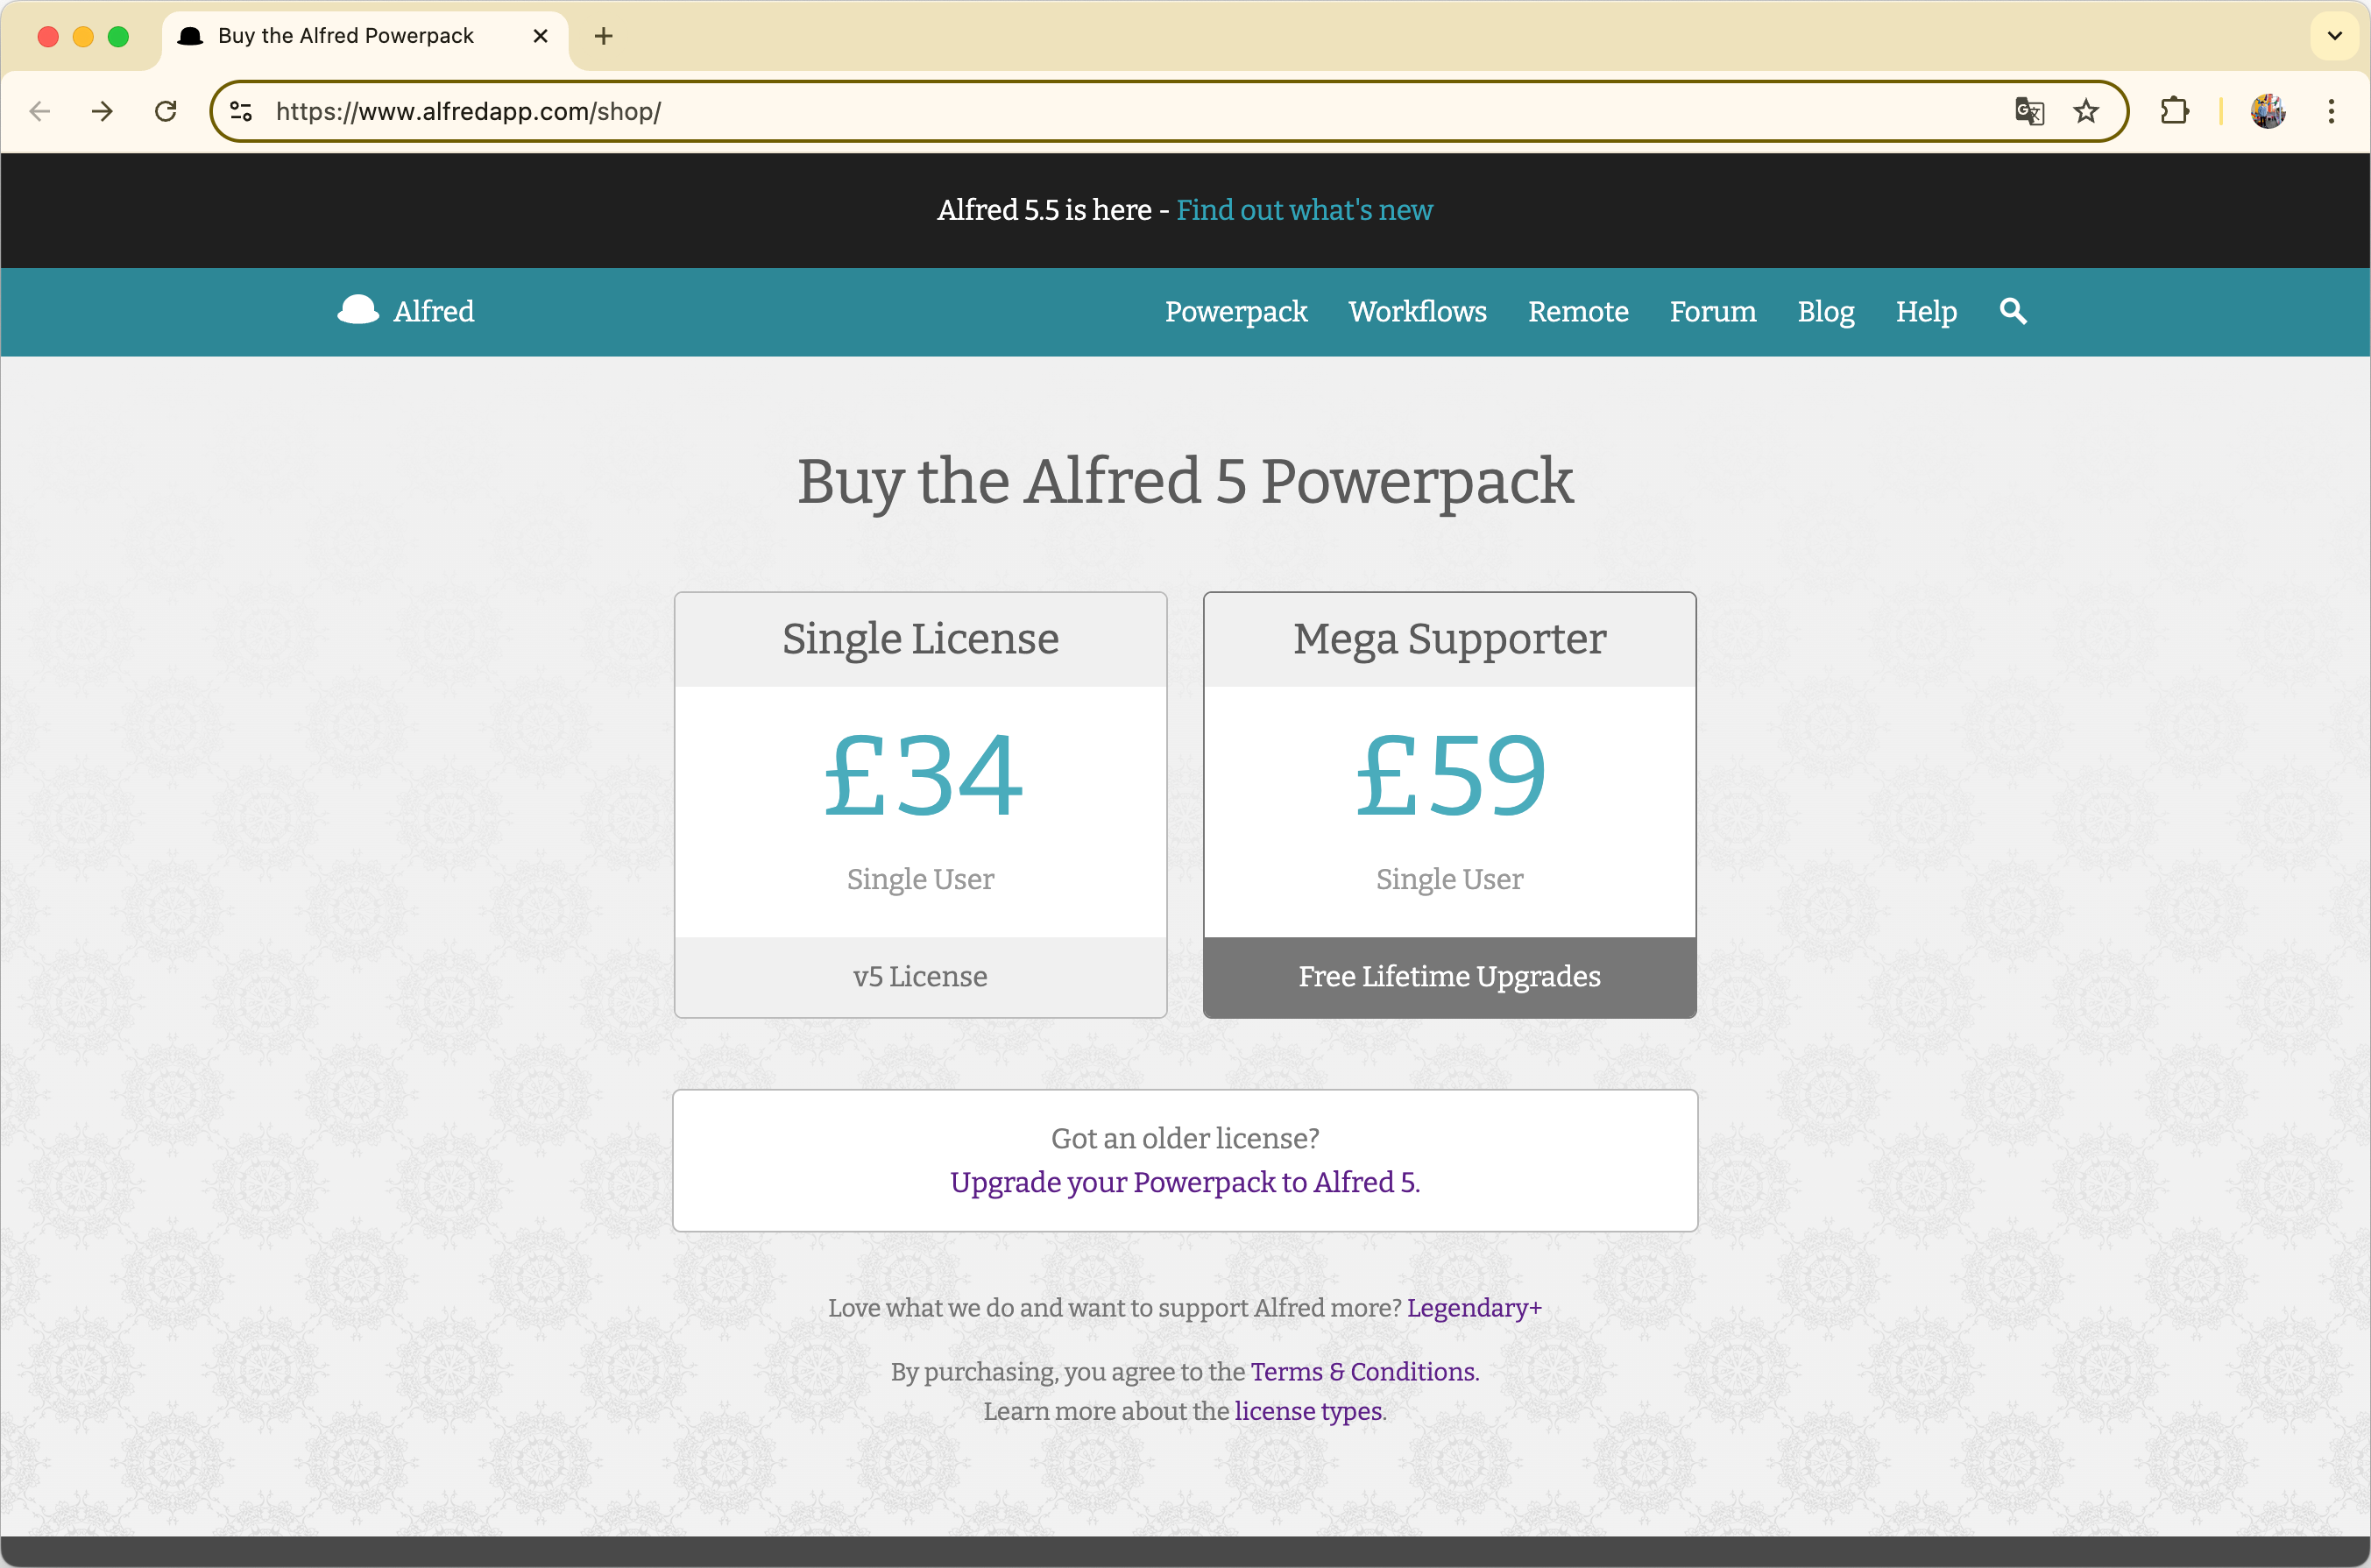 Buy the Alfred Powerpack
https://www.alfredapp.com/shop/
Alfred 5.5 is here - Find out what's new
Alfred
Powerpack
Workflows
Remote
Forum
Blog
Help
Buy the Alfred 5 Powerpack
Single License
£34
Single User
v5 License
Mega Supporter
£59
Single User
Free Lifetime Upgrades
Got an older license?
Upgrade your Powerpack to Alfred 5.
Love what we do and want to support Alfred more? Legendary+
By purchasing, you agree to the Terms & Conditions.
Learn more about the license types.